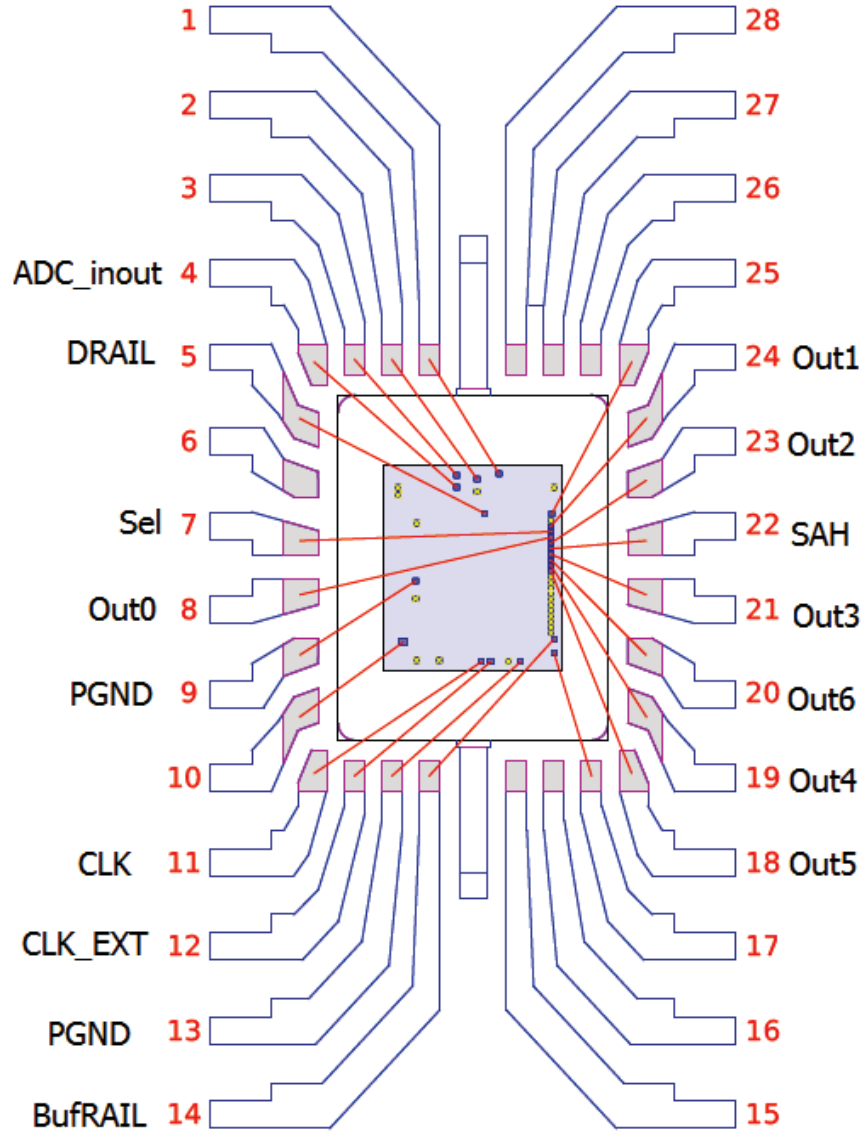 1
28
2
27
3
26
ADC_inout 4
25
DRAIL 5
24 Out1
6
23 Out2
Sel 7
22 SAH
Out0 8
21 Out3
PGND 9
20 Out6
10
19 Out4
CLK 11
18 Out5
CLK_EXT 12
17
PGND 13
16
BufRAIL 14
15